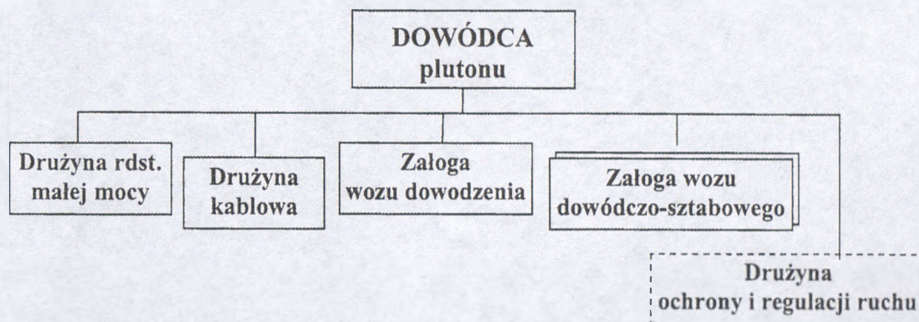 DOWÓDCA
plutonu
Drużyna rdst.
małej mocy
Drużyna
kablowa
Załoga
wozu dowodzenia
Załoga wozu
dowódczo-sztabowego
Drużyna
ochrony i regulacji ruchu